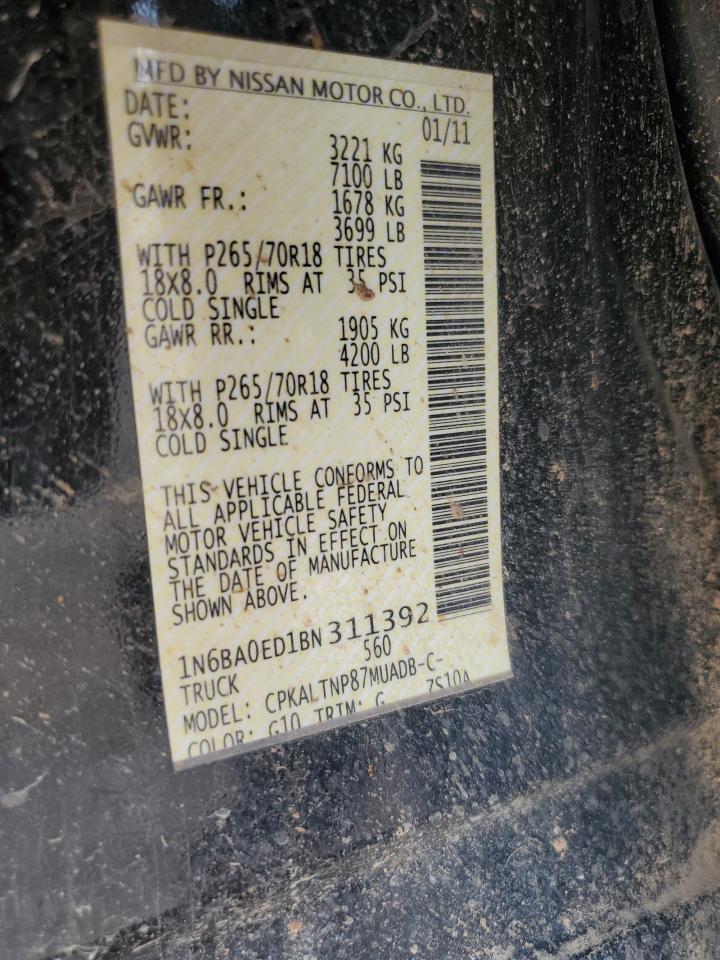 MFD BY NISSAN MOTOR CO., LTD.
DATE: 01/11
GVWR: 3221 KG
7100 LB
GAWR FR.: 1678 KG
3699 LB
WITH P265/70R18 TIRES
18X8.0 RIMS AT 35 PSI
COLD SINGLE
GAWR RR.: 1905 KG
4200 LB
WITH P265/70R18 TIRES
18X8.0 RIMS AT 35 PSI
COLD SINGLE
THIS VEHICLE CONFORMS TO
ALL APPLICABLE FEDERAL
MOTOR VEHICLE SAFETY
STANDARDS IN EFFECT ON
THE DATE OF MANUFACTURE
SHOWN ABOVE.
1N6BA0ED1BN311392
TRUCK 560
MODEL: CPKALTNP87MUADB-C-
COLOR: G10 TRIM: G ZS10A